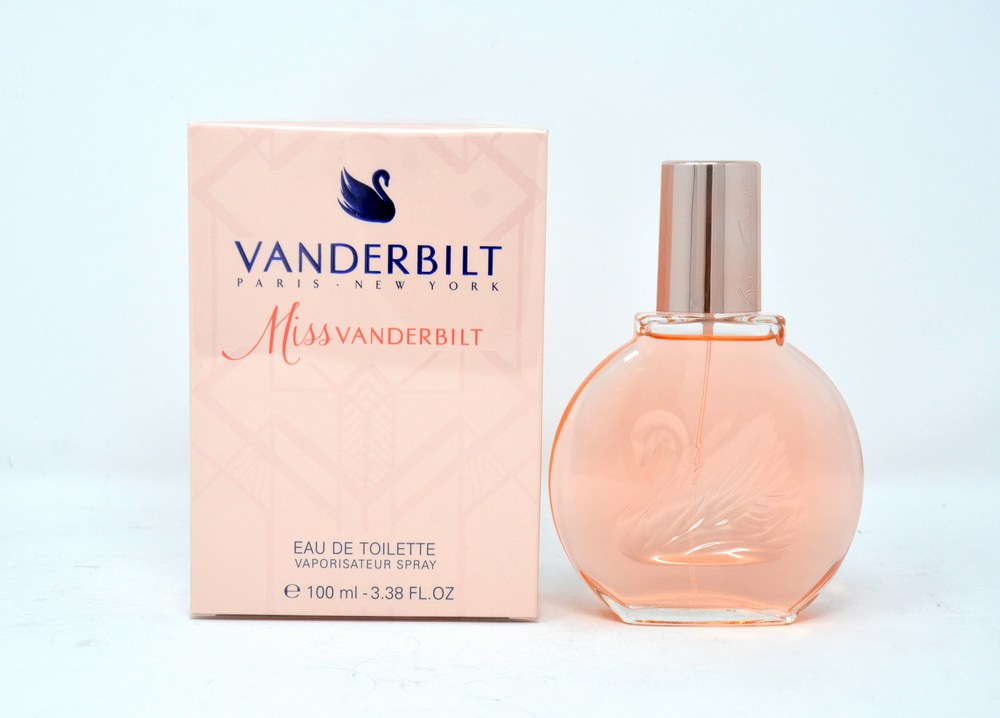 VANDERBILT
PARIS - NEW YORK
Miss VANDERBILT
EAU DE TOILETTE
VAPORISATEUR SPRAY
℮ 100 ml - 3.38 FL.OZ